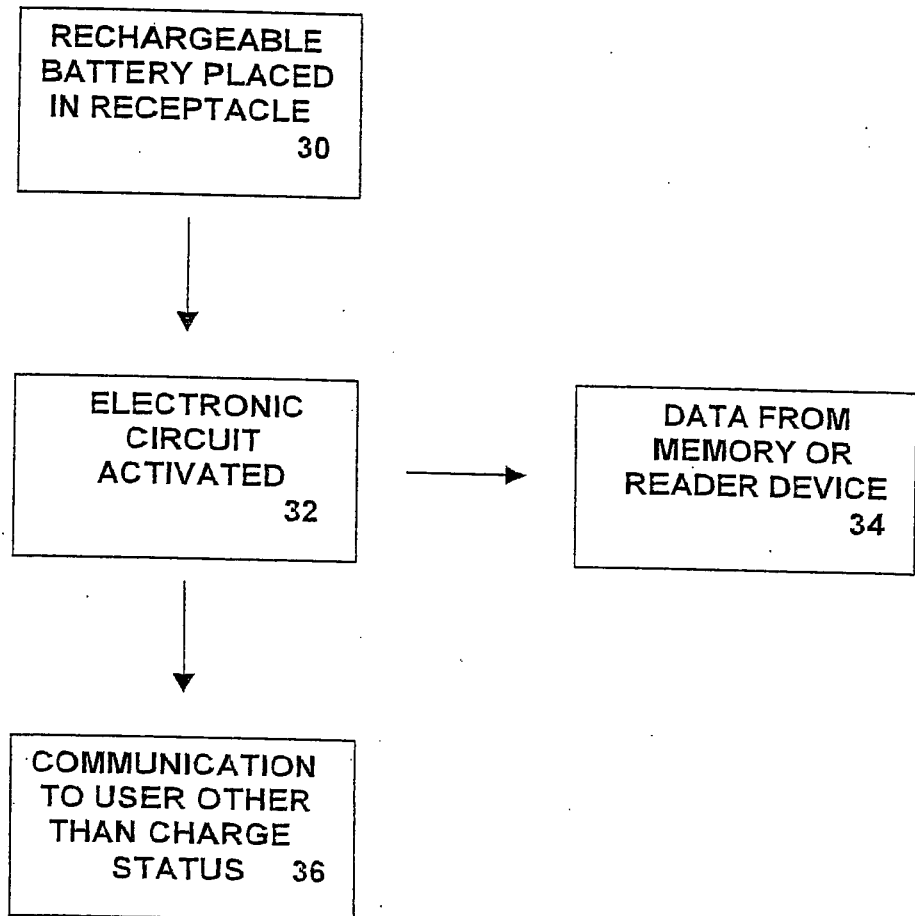 RECHARGEABLE
BATTERY PLACED
IN RECEPTACLE
30
ELECTRONIC
CIRCUIT
ACTIVATED
32
DATA FROM
MEMORY OR
READER DEVICE
34
COMMUNICATION
TO USER OTHER
THAN CHARGE
STATUS 36